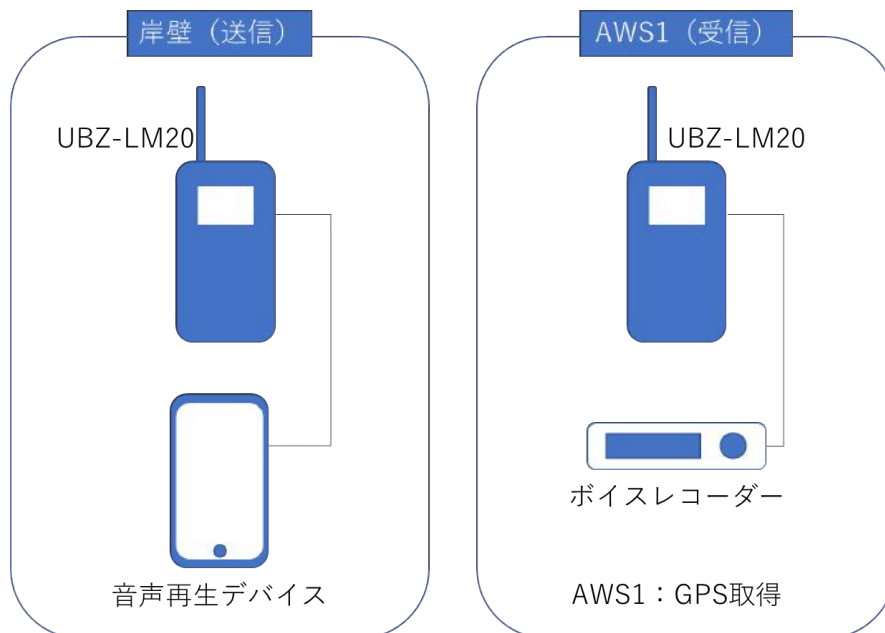 岸壁（送信）
UBZ-LM20
音声再生デバイス
AWS1（受信）
UBZ-LM20
ボイスレコーダー
AWS1：GPS取得